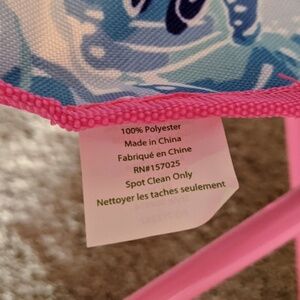 100% Polyester
Made in China
Fabriqué en Chine
RN#157025
Spot Clean Only
Nettoyer les taches seulement